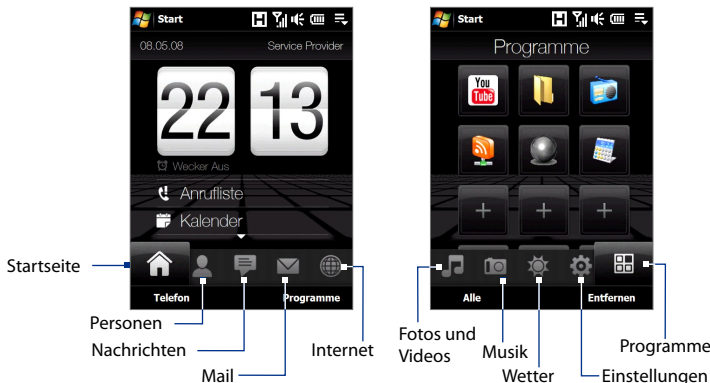 Start
08.05.08 Service Provider
22 13
Wecker Aus
Anrufliste
Kalender
Telefon Programme
Startseite
Personen
Nachrichten
Mail
Internet
Start
Programme
You Tube
Alle Entfernen
Fotos und
Videos
Musik
Wetter
Einstellungen
Programme